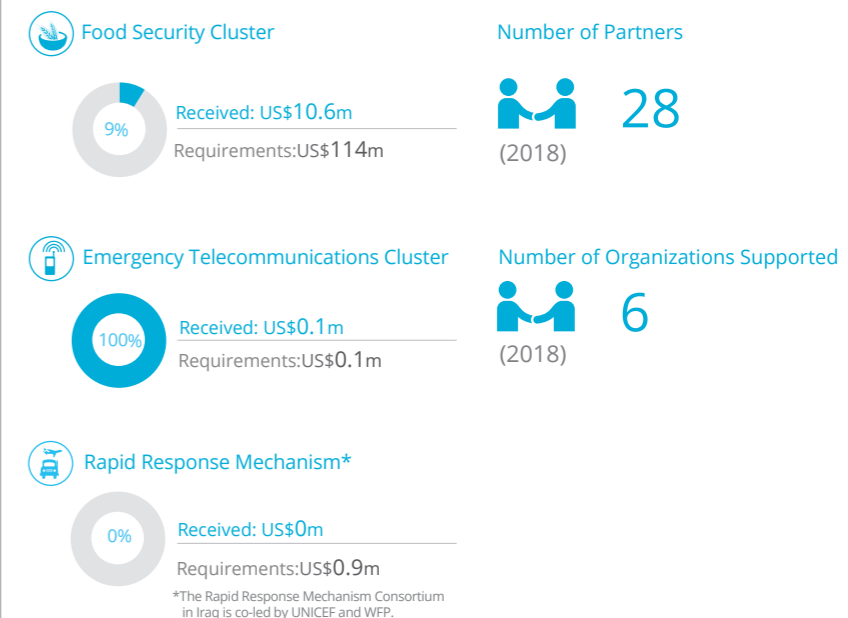 Food Security Cluster
Number of Partners
9%
Received: US$10.6m
Requirements:US$114m
28
(2018)
Emergency Telecommunications Cluster
Number of Organizations Supported
100%
Received: US$0.1m
Requirements:US$0.1m
6
(2018)
Rapid Response Mechanism*
0%
Received: US$0m
Requirements:US$0.9m
*The Rapid Response Mechanism Consortium
in Iraq is co-led by UNICEF and WFP.